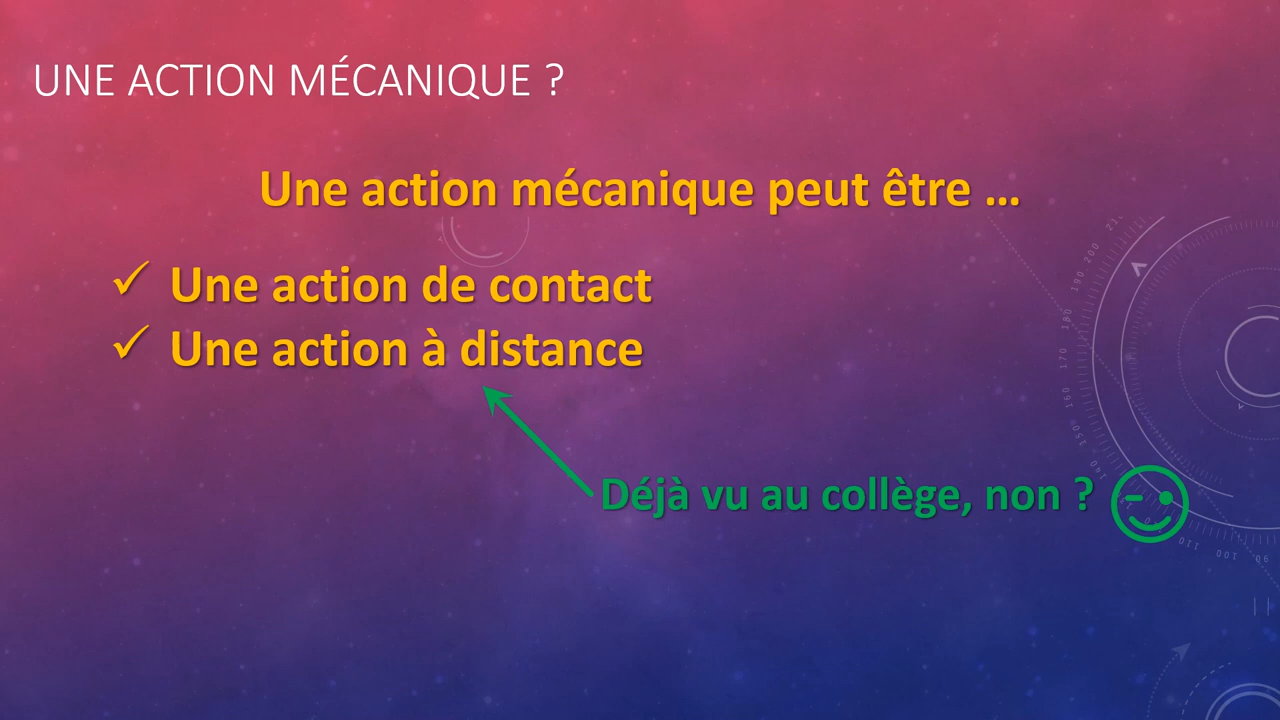 UNE ACTION MÉCANIQUE ?
Une action mécanique peut être …
✓ Une action de contact
✓ Une action à distance
Déjà vu au collège, non ?